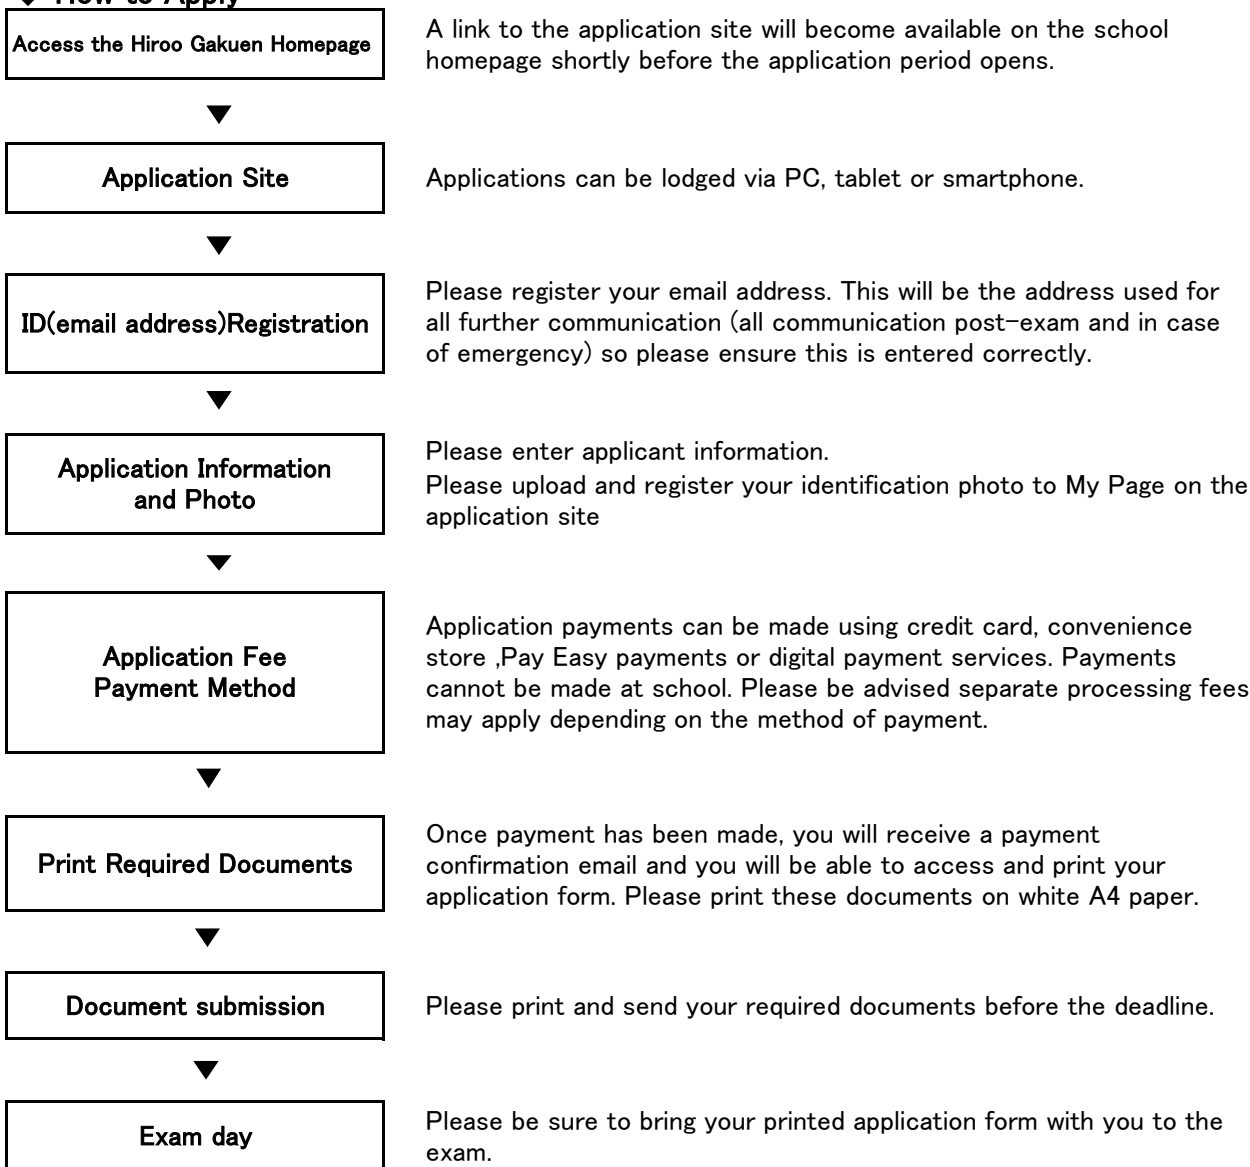 ◆ How to Apply
Access the Hiroo Gakuen Homepage
A link to the application site will become available on the school
homepage shortly before the application period opens.
▼
Application Site
Applications can be lodged via PC, tablet or smartphone.
▼
ID(email address)Registration
Please register your email address. This will be the address used for
all further communication (all communication post-exam and in case
of emergency) so please ensure this is entered correctly.
▼
Application Information
and Photo
Please enter applicant information.
Please upload and register your identification photo to My Page on the
application site
▼
Application Fee
Payment Method
Application payments can be made using credit card, convenience
store ,Pay Easy payments or digital payment services. Payments
cannot be made at school. Please be advised separate processing fees
may apply depending on the method of payment.
▼
Print Required Documents
Once payment has been made, you will receive a payment
confirmation email and you will be able to access and print your
application form. Please print these documents on white A4 paper.
▼
Document submission
Please print and send your required documents before the deadline.
▼
Exam day
Please be sure to bring your printed application form with you to the
exam.